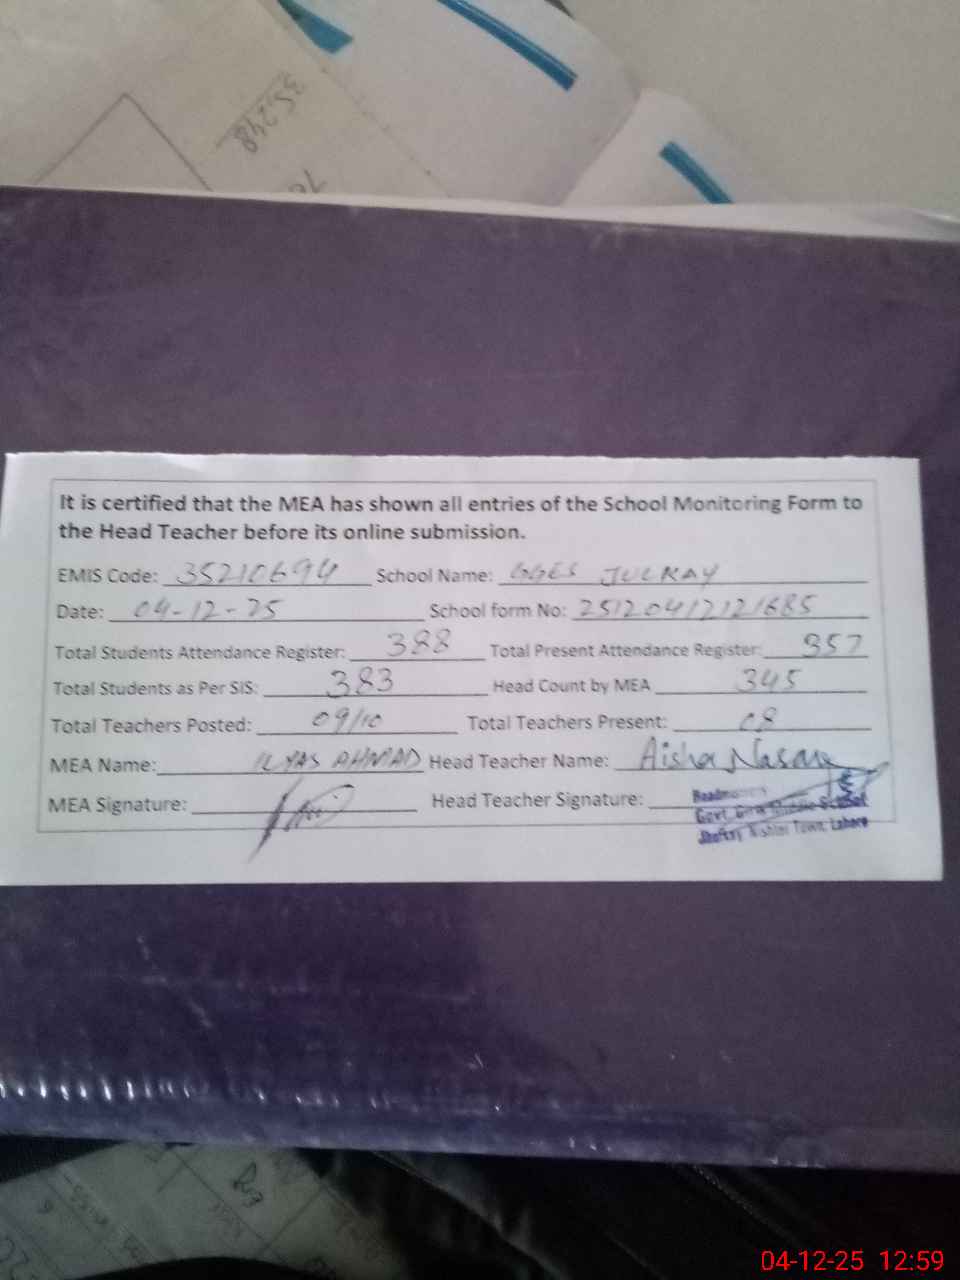 35248
It is certified that the MEA has shown all entries of the School Monitoring Form to
the Head Teacher before its online submission.
EMIS Code: 35210694 School Name: GGES JULKAY
Date: 04-12-25 School form No: 25120412121685
Total Students Attendance Register: 388 Total Present Attendance Register: 357
Total Students as Per SIS: 383 Head Count by MEA 345
Total Teachers Posted: 09/10 Total Teachers Present: 08
MEA Name: ILYAS AHMAD Head Teacher Name: Aisha
MEA Signature: Head Teacher Signature:
Govt. Middle School
Town, Lahore
04-12-25 12:59